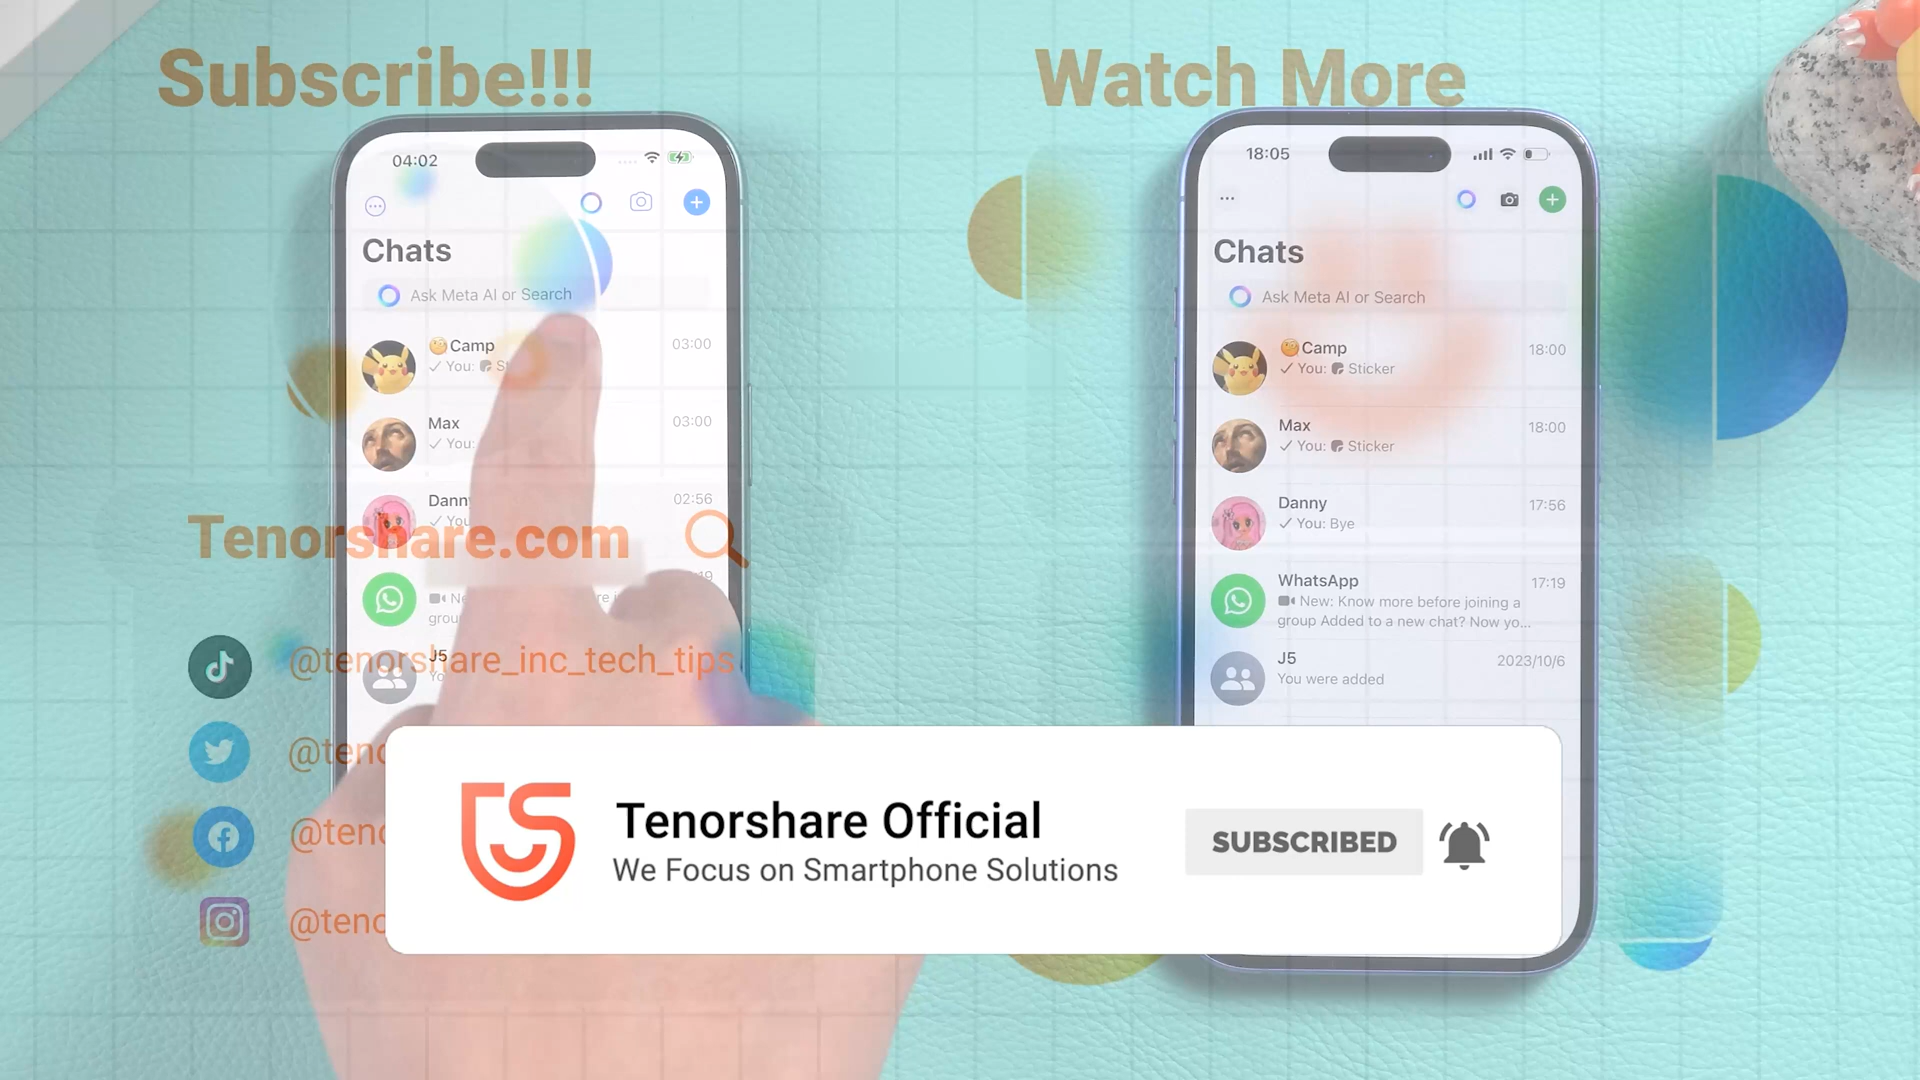 Subscribe!!!
Watch More
04:02
Chats
Ask Meta AI or Search
Camp
03:00
✓ You:
Max
03:00
✓ You:
02:56
18:05
Chats
Ask Meta AI or Search
Camp
18:00
✓ You: Sticker
Max
18:00
✓ You: Sticker
Danny
17:56
✓ You: Bye
WhatsApp
17:19
New: Know more before joining a
group Added to a new chat? Now yo...
J5
2023/10/6
You were added
Tenorshare.com
J5
@tenorshare_inc_tech_tips
Tenorshare Official
We Focus on Smartphone Solutions
SUBSCRIBED